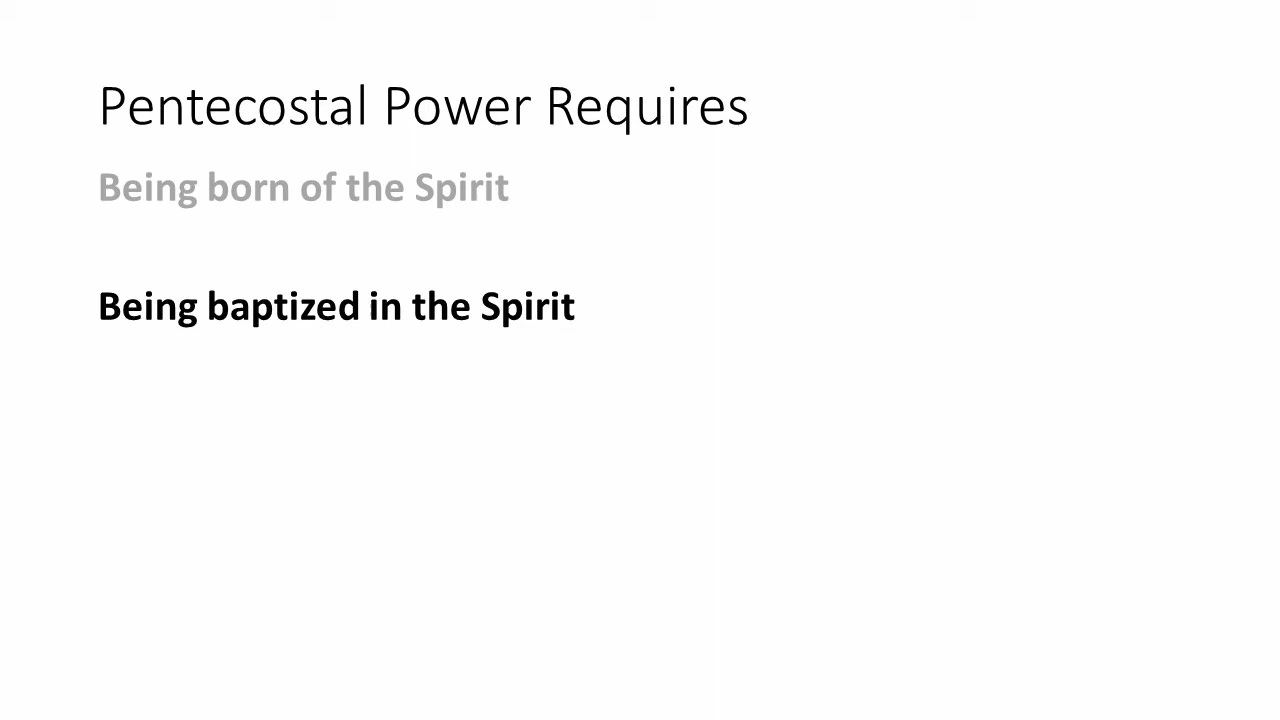 Pentecostal Power Requires
Being born of the Spirit
Being baptized in the Spirit